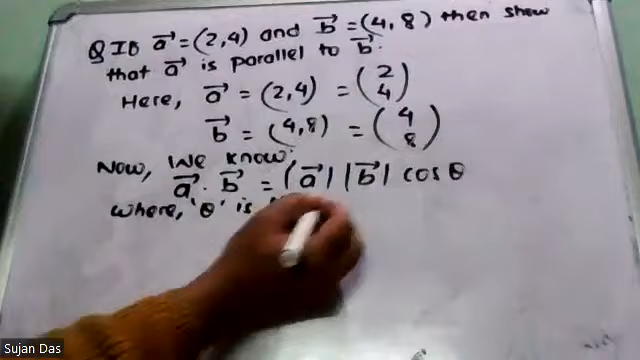 Q If a⃗ = (2,4) and b⃗ = (4,8) then show
that a⃗ is parallel to b⃗.
Here, a⃗ = (2,4) = (2 4)
b⃗ = (4,8) = (4 8)
Now, We know:
a⃗ . b⃗ = |a⃗| |b⃗| cos θ
where, 'θ' is
Sujan Das